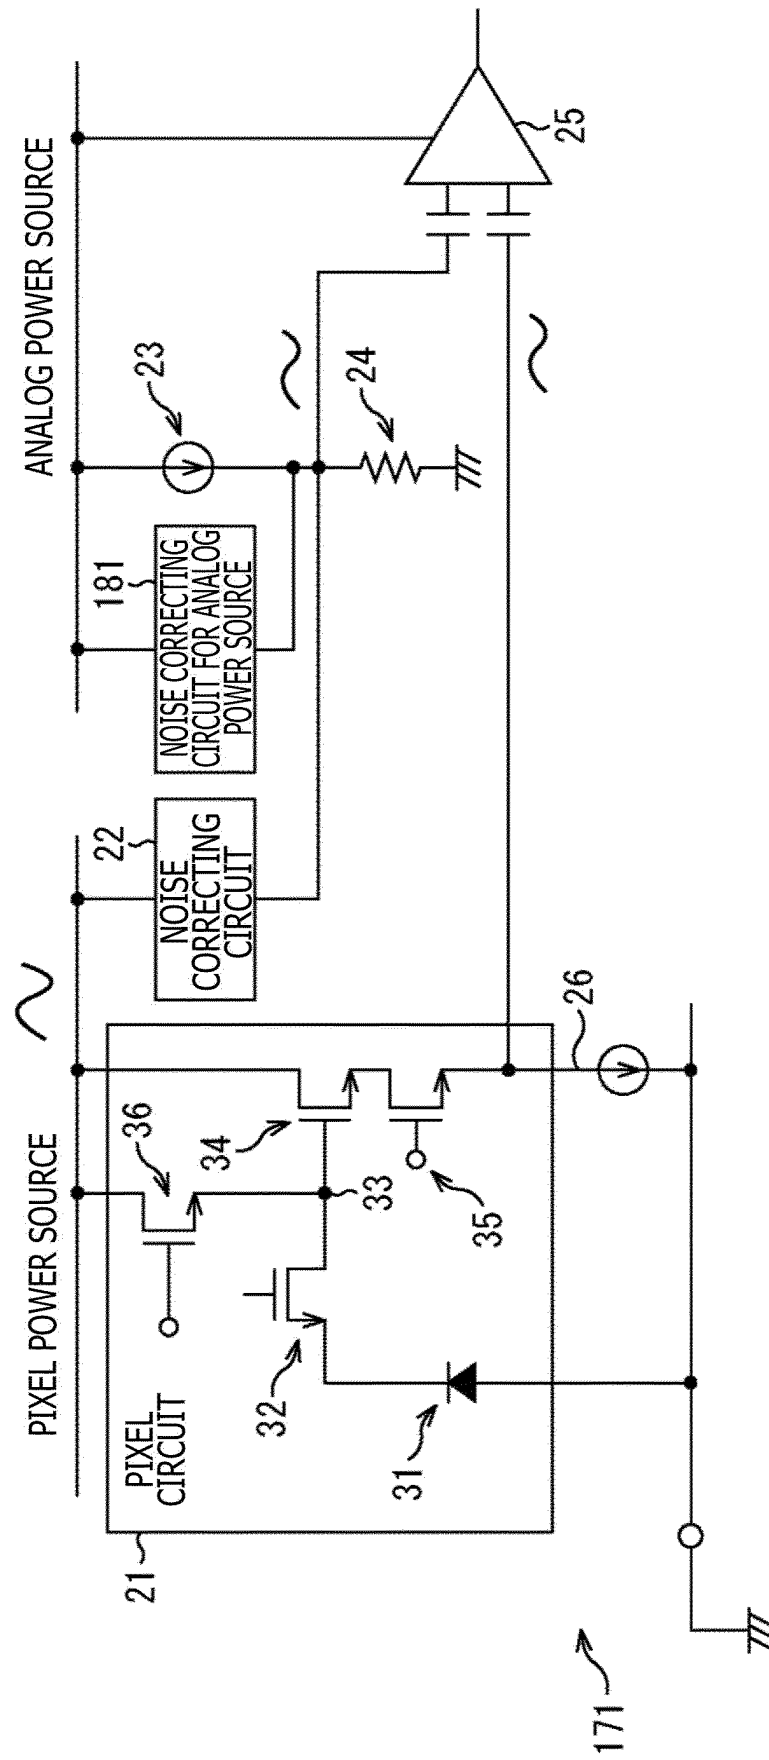 PIXEL POWER SOURCE
ANALOG POWER SOURCE
21
PIXEL
CIRCUIT
36
34
33
32
31
35
26
22
NOISE
CORRECTING
CIRCUIT
181
NOISE CORRECTING
CIRCUIT FOR ANALOG
POWER SOURCE
23
24
25
171